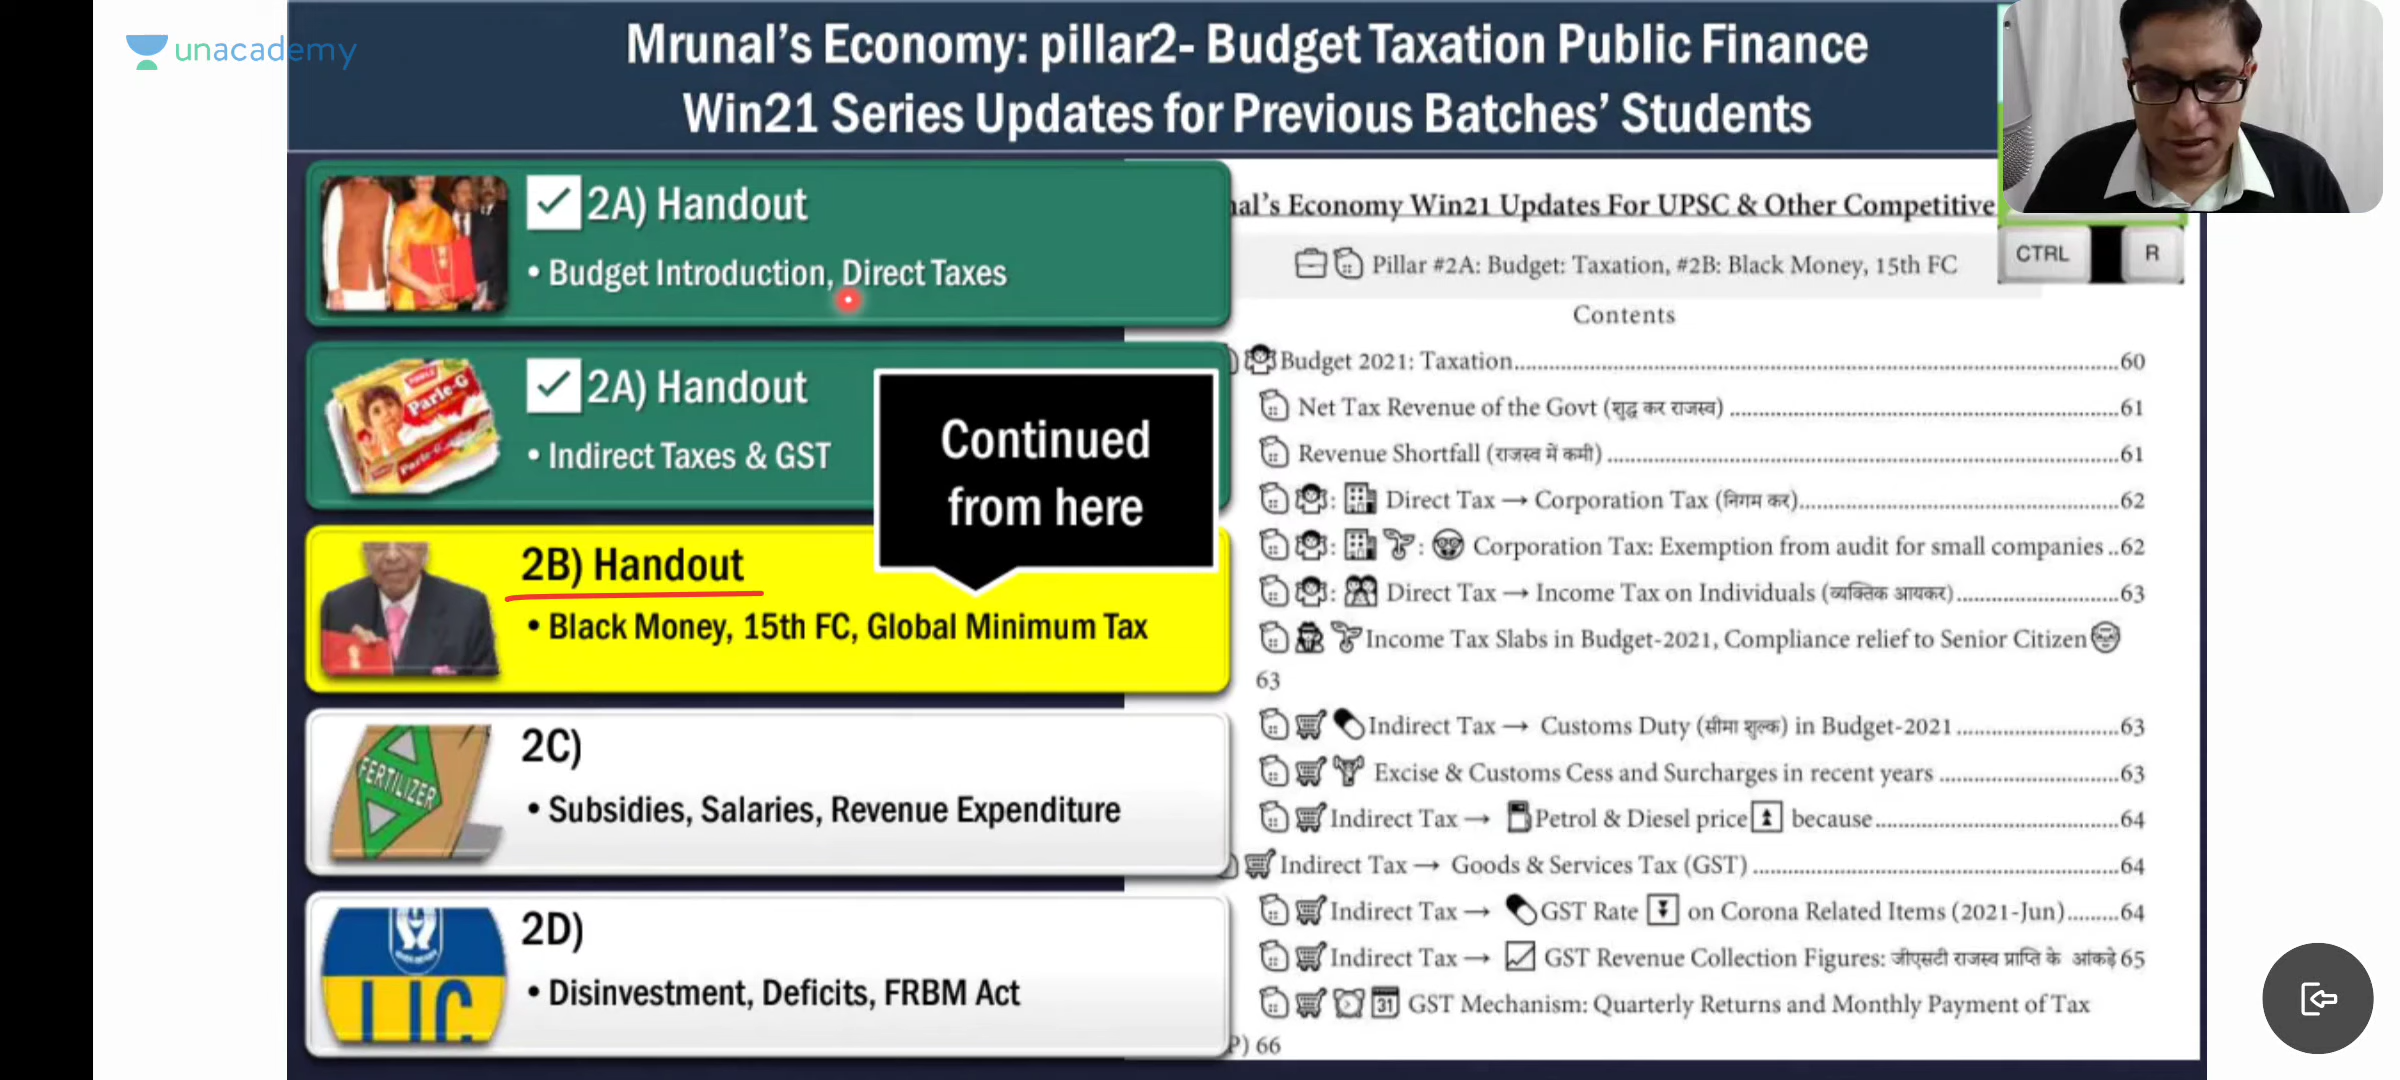 unacademy
Mrunal's Economy: pillar2- Budget Taxation Public Finance
Win21 Series Updates for Previous Batches' Students
2A) Handout
• Budget Introduction, Direct Taxes
2A) Handout
• Indirect Taxes & GST
Parle-G
Continued
from here
2B) Handout
• Black Money, 15th FC, Global Minimum Tax
2C)
• Subsidies, Salaries, Revenue Expenditure
FERTILIZER
2D)
• Disinvestment, Deficits, FRBM Act
LIC
nal's Economy Win21 Updates For UPSC & Other Competitive
CTRL
R
Pillar #2A: Budget: Taxation, #2B: Black Money, 15th FC
Contents
Budget 2021: Taxation 60
Net Tax Revenue of the Govt (शुद्ध कर राजस्व) 61
Revenue Shortfall (राजस्व में कमी) 61
Direct Tax → Corporation Tax (निगम कर) 62
Corporation Tax: Exemption from audit for small companies ..62
Direct Tax → Income Tax on Individuals (व्यक्तिक आयकर) 63
Income Tax Slabs in Budget-2021, Compliance relief to Senior Citizen
63
Indirect Tax → Customs Duty (सीमा शुल्क) in Budget-2021 63
Excise & Customs Cess and Surcharges in recent years 63
Indirect Tax → Petrol & Diesel price because 64
Indirect Tax → Goods & Services Tax (GST) 64
Indirect Tax → GST Rate on Corona Related Items (2021-Jun) 64
Indirect Tax → GST Revenue Collection Figures: जीएसटी राजस्व प्राप्ति के आंकड़े 65
31 GST Mechanism: Quarterly Returns and Monthly Payment of Tax
P) 66